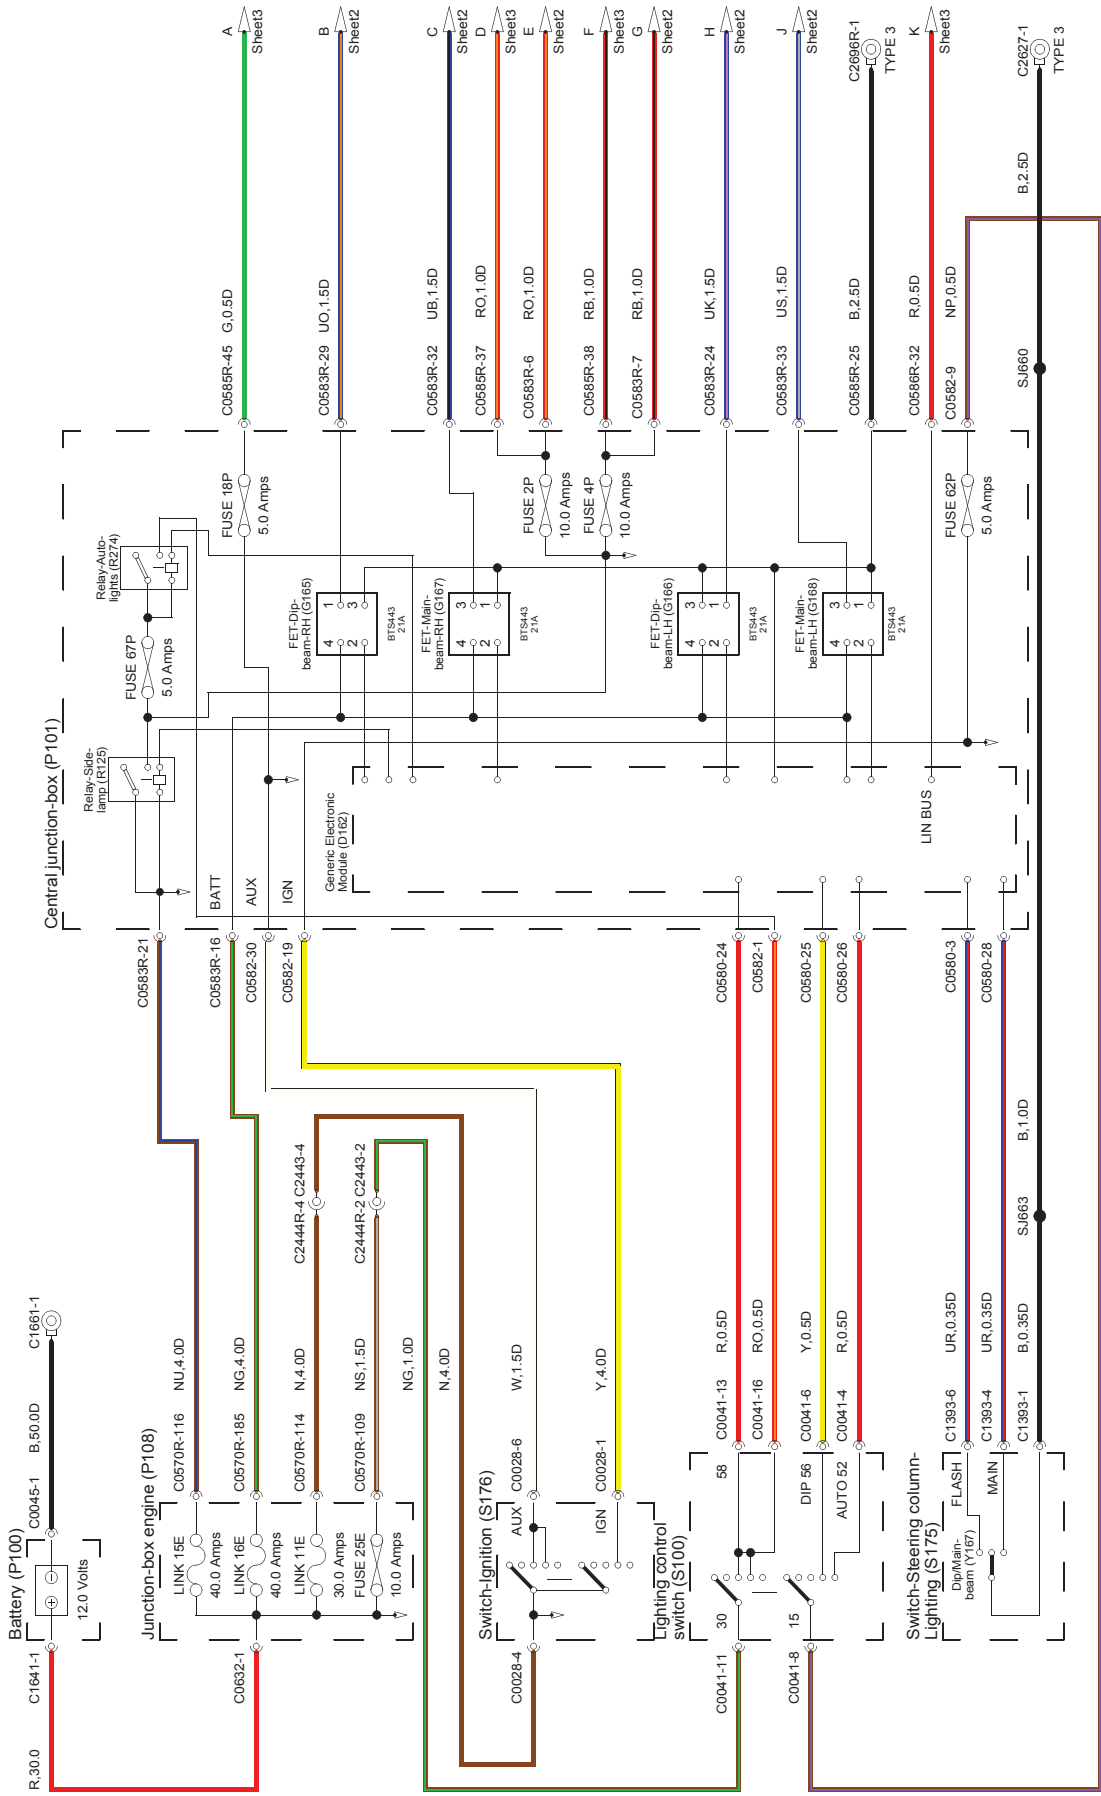 A
Sheet3
B
Sheet2
C
Sheet2
D
Sheet3
E
Sheet2
F
Sheet3
G
Sheet2
H
Sheet2
J
Sheet2
C2696R-1
TYPE 3
K
Sheet3
C2627-1
TYPE 3
G,0.5D
UO,1.5D
UB,1.5D
RO,1.0D
RO,1.0D
RB,1.0D
RB,1.0D
UK,1.5D
US,1.5D
B,2.5D
R,0.5D
NP,0.5D
B,2.5D
C0585R-45
C0583R-29
C0583R-32
C0585R-37
C0583R-6
C0585R-38
C0583R-7
C0583R-24
C0583R-33
C0585R-25
C0586R-32
C0582-9
SJ660
Central junction-box (P101)
Relay-Auto-
lights (R274)
FUSE 67P
5.0 Amps
Relay-Side-
lamp (R125)
FUSE 18P
5.0 Amps
FUSE 2P
10.0 Amps
FUSE 4P
10.0 Amps
FUSE 62P
5.0 Amps
FET-Dip-
beam-RH (G165)
4 1
2 3
BTS443
21A
FET-Main-
beam-RH (G167)
4 3
2 1
BTS443
21A
FET-Dip-
beam-LH (G166)
4 3
2 1
BTS443
21A
FET-Main-
beam-LH (G168)
4 3
2 1
BTS443
21A
Generic Electronic
Module (D162)
LIN BUS
BATT
AUX
IGN
C0583R-21
C0583R-16
C0582-30
C0582-19
C0580-24
C0582-1
C0580-25
C0580-26
C0580-3
C0580-28
C2444R-4 C2443-4
C2444R-2 C2443-2
SJ663
B,1.0D
NU,4.0D
NG,4.0D
N,4.0D
NS,1.5D
NG,1.0D
N,4.0D
W,1.5D
Y,4.0D
R,0.5D
RO,0.5D
Y,0.5D
R,0.5D
UR,0.35D
UR,0.35D
B,0.35D
C1661-1
B,50.0D
C0045-1
C0570R-116
C0570R-185
C0570R-114
C0570R-109
C0028-6
C0028-1
C0041-13
C0041-16
C0041-6
C0041-4
C1393-6
C1393-4
C1393-1
Battery (P100)
12.0 Volts
Junction-box engine (P108)
LINK 15E
40.0 Amps
LINK 16E
40.0 Amps
LINK 11E
30.0 Amps
FUSE 25E
10.0 Amps
Switch-Ignition (S176)
AUX
IGN
Lighting control
switch (S100)
30
58
15
DIP 56
AUTO 52
Switch-Steering column-
Lighting (S175)
FLASH
Dip/Main-
beam (Y167)
MAIN
C1641-1
C0632-1
C0028-4
C0041-11
C0041-8
R,30.0